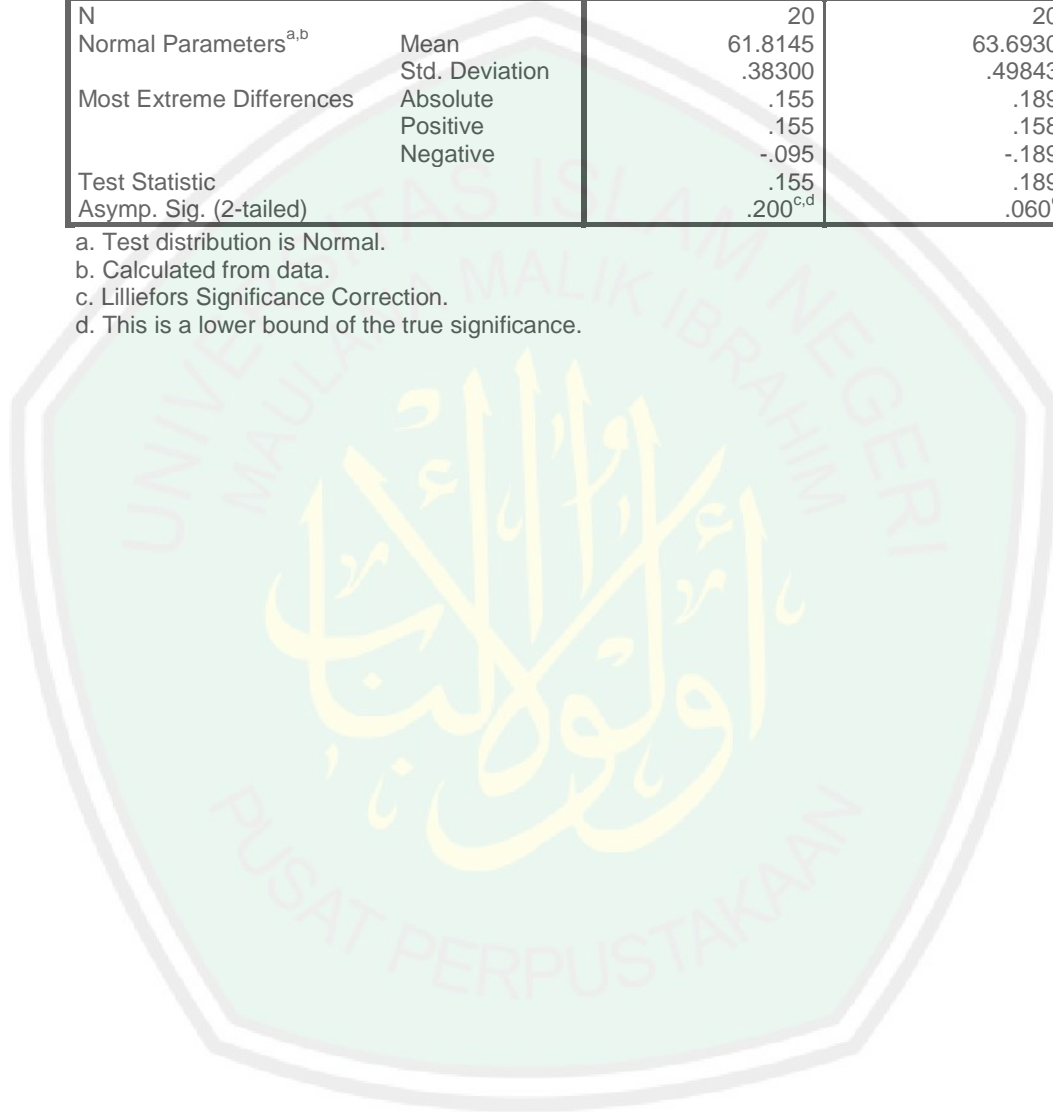 N 20 20
Normal Parameters a,b Mean 61.8145 63.6930
Std. Deviation .38300 .49843
Most Extreme Differences Absolute .155 .189
Positive .155 .158
Negative -.095 -.189
Test Statistic .155 .189
Asymp. Sig. (2-tailed) .200 c,d .060
a. Test distribution is Normal.
b. Calculated from data.
c. Lilliefors Significance Correction.
d. This is a lower bound of the true significance.
UNIVERSITAS ISLAM NEGERI
MAULANA MALIK IBRAHIM
أولوا الألباب
PUSAT PERPUSTAKAAN